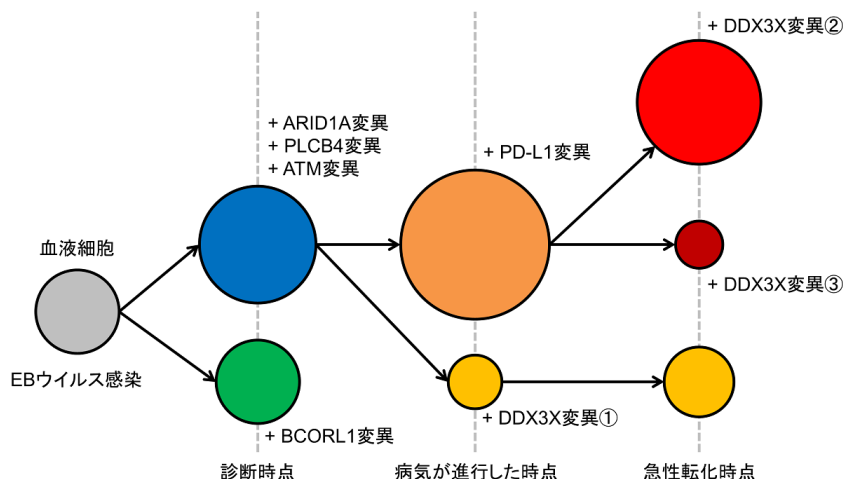 + DDX3X変異②
+ ARID1A変異
+ PLCB4変異
+ ATM変異
+ PD-L1変異
血液細胞
+ DDX3X変異③
EBウイルス感染
+ DDX3X変異①
+ BCORL1変異
診断時点
病気が進行した時点
急性転化時点